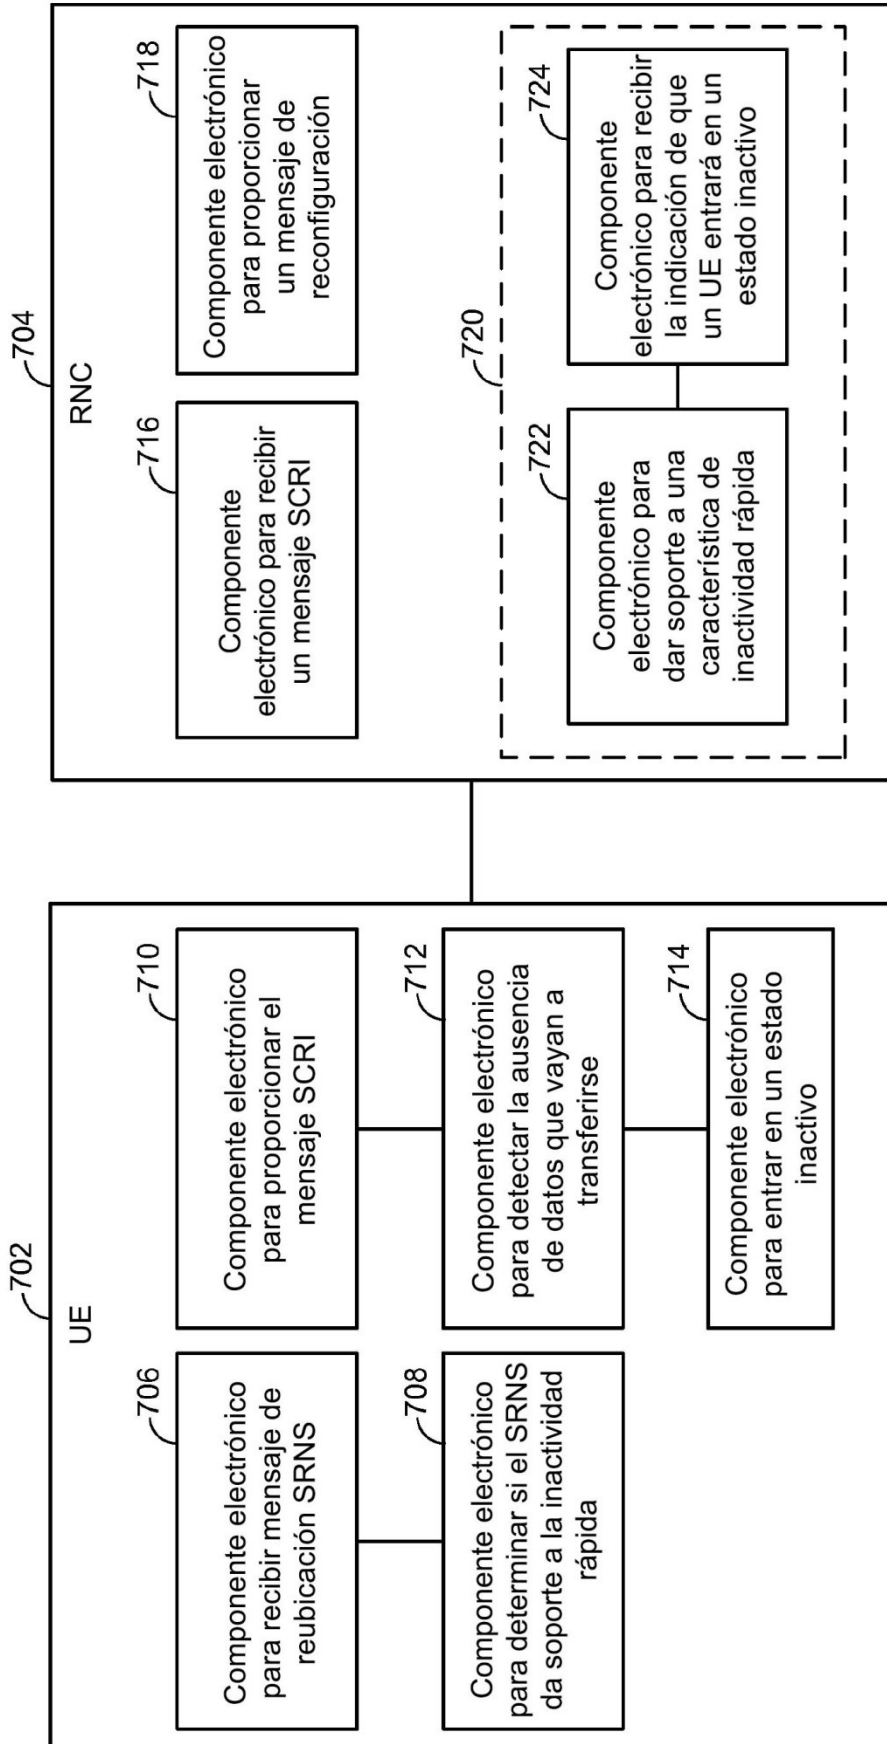 702
UE
706
Componente electrónico
para recibir mensaje de
reubicación SRNS
710
Componente electrónico
para proporcionar el
mensaje SCRI
708
Componente electrónico
para determinar si el SRNS
da soporte a la inactividad
rápida
712
Componente electrónico
para detectar la ausencia
de datos que vayan a
transferirse
714
Componente electrónico
para entrar en un estado
inactivo
704
RNC
716
Componente
electrónico para recibir
un mensaje SCRI
718
Componente electrónico
para proporcionar
un mensaje de
reconfiguración
720
722
Componente
electrónico para
dar soporte a una
característica de
inactividad rápida
724
Componente
electrónico para recibir
la indicación de que
un UE entrará en un
estado inactivo